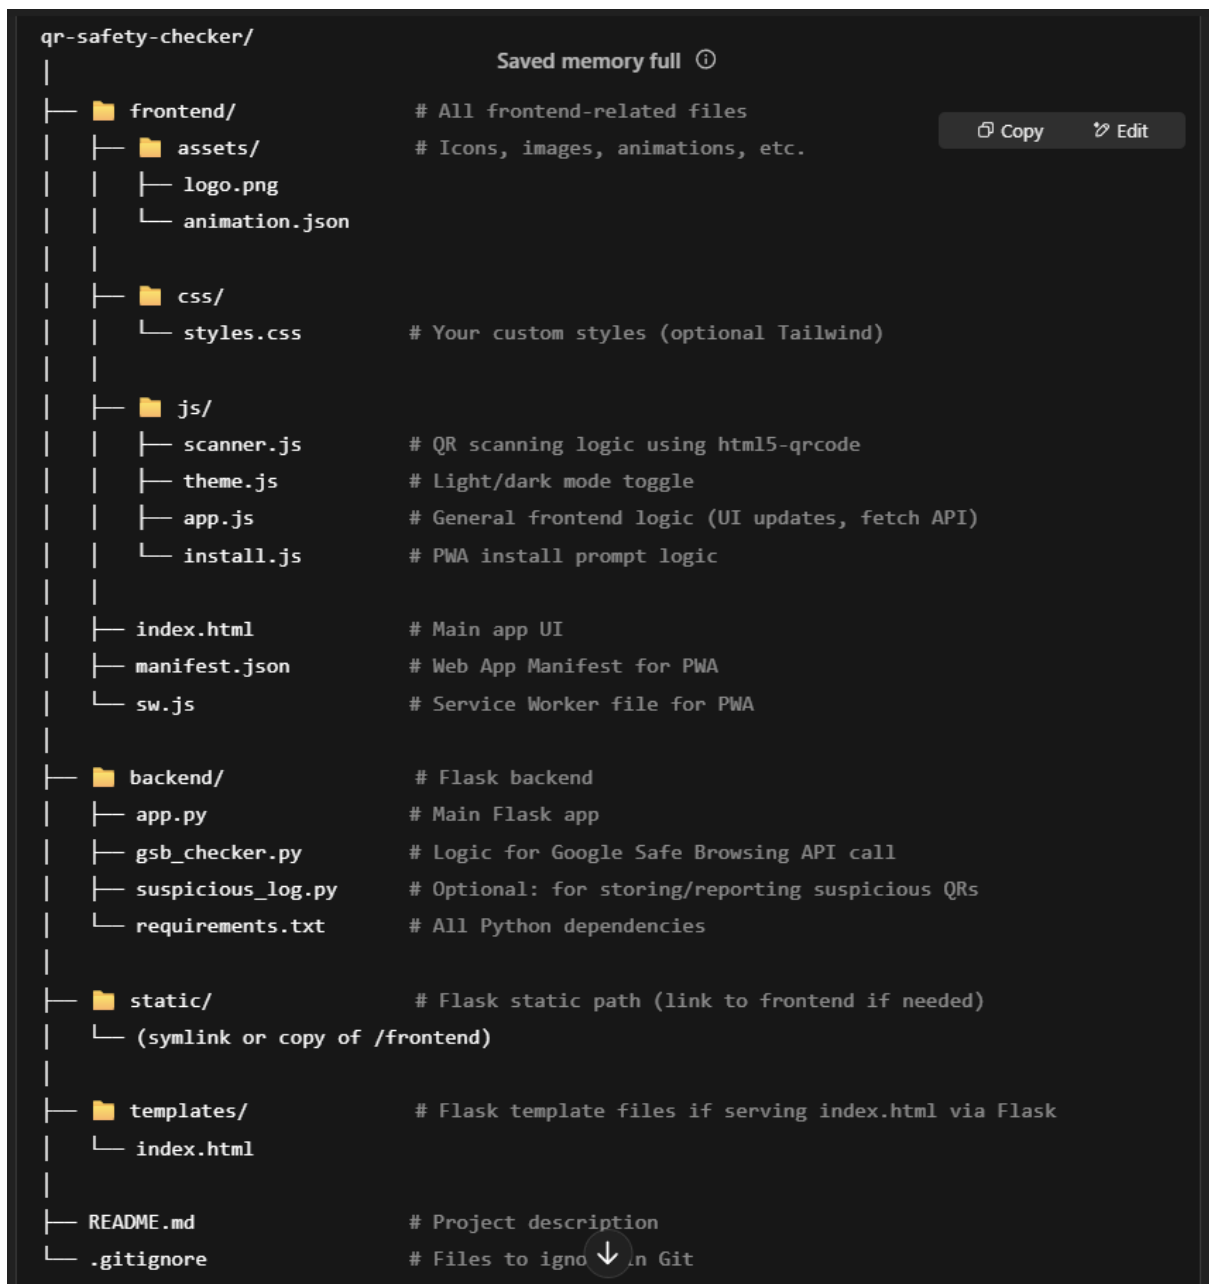 qr-safety-checker/
Saved memory full
│
├── 📁 frontend/ # All frontend-related files
Copy Edit
│ ├── 📁 assets/ # Icons, images, animations, etc.
│ │ ├── logo.png
│ │ └── animation.json
│ │
│ ├── 📁 css/
│ │ └── styles.css # Your custom styles (optional Tailwind)
│ │
│ ├── 📁 js/
│ │ ├── scanner.js # QR scanning logic using html5-qrcode
│ │ ├── theme.js # Light/dark mode toggle
│ │ ├── app.js # General frontend logic (UI updates, fetch API)
│ │ └── install.js # PWA install prompt logic
│ │
│ ├── index.html # Main app UI
│ ├── manifest.json # Web App Manifest for PWA
│ └── sw.js # Service Worker file for PWA
│
├── 📁 backend/ # Flask backend
│ ├── app.py # Main Flask app
│ ├── gsb_checker.py # Logic for Google Safe Browsing API call
│ ├── suspicious_log.py # Optional: for storing/reporting suspicious QRs
│ └── requirements.txt # All Python dependencies
│
├── 📁 static/ # Flask static path (link to frontend if needed)
│ └── (symlink or copy of /frontend)
│
├── 📁 templates/ # Flask template files if serving index.html via Flask
│ └── index.html
│
├── README.md # Project description
└── .gitignore # Files to in Git